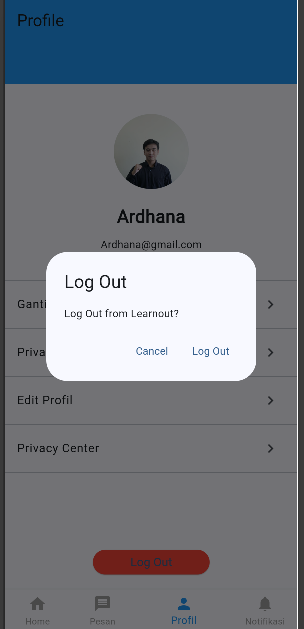 Profile
Ardhana
Ardhana@gmail.com
Log Out
Log Out from Learnout?
Cancel Log Out
Ganti
Priva
Edit Profil
Privacy Center
Log Out
Home Pesan Profil Notifikasi